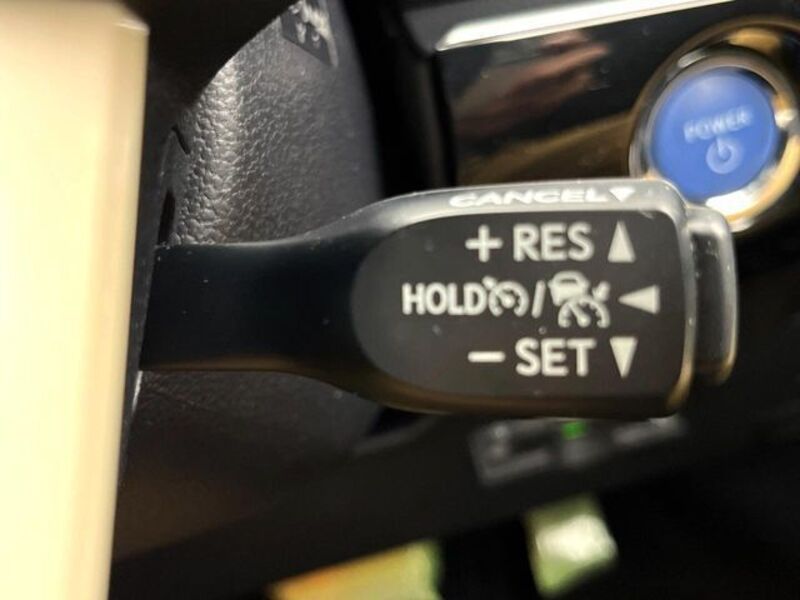 POWER
CANCEL▼
+ RES ▲
HOLD / ◀
− SET ▼